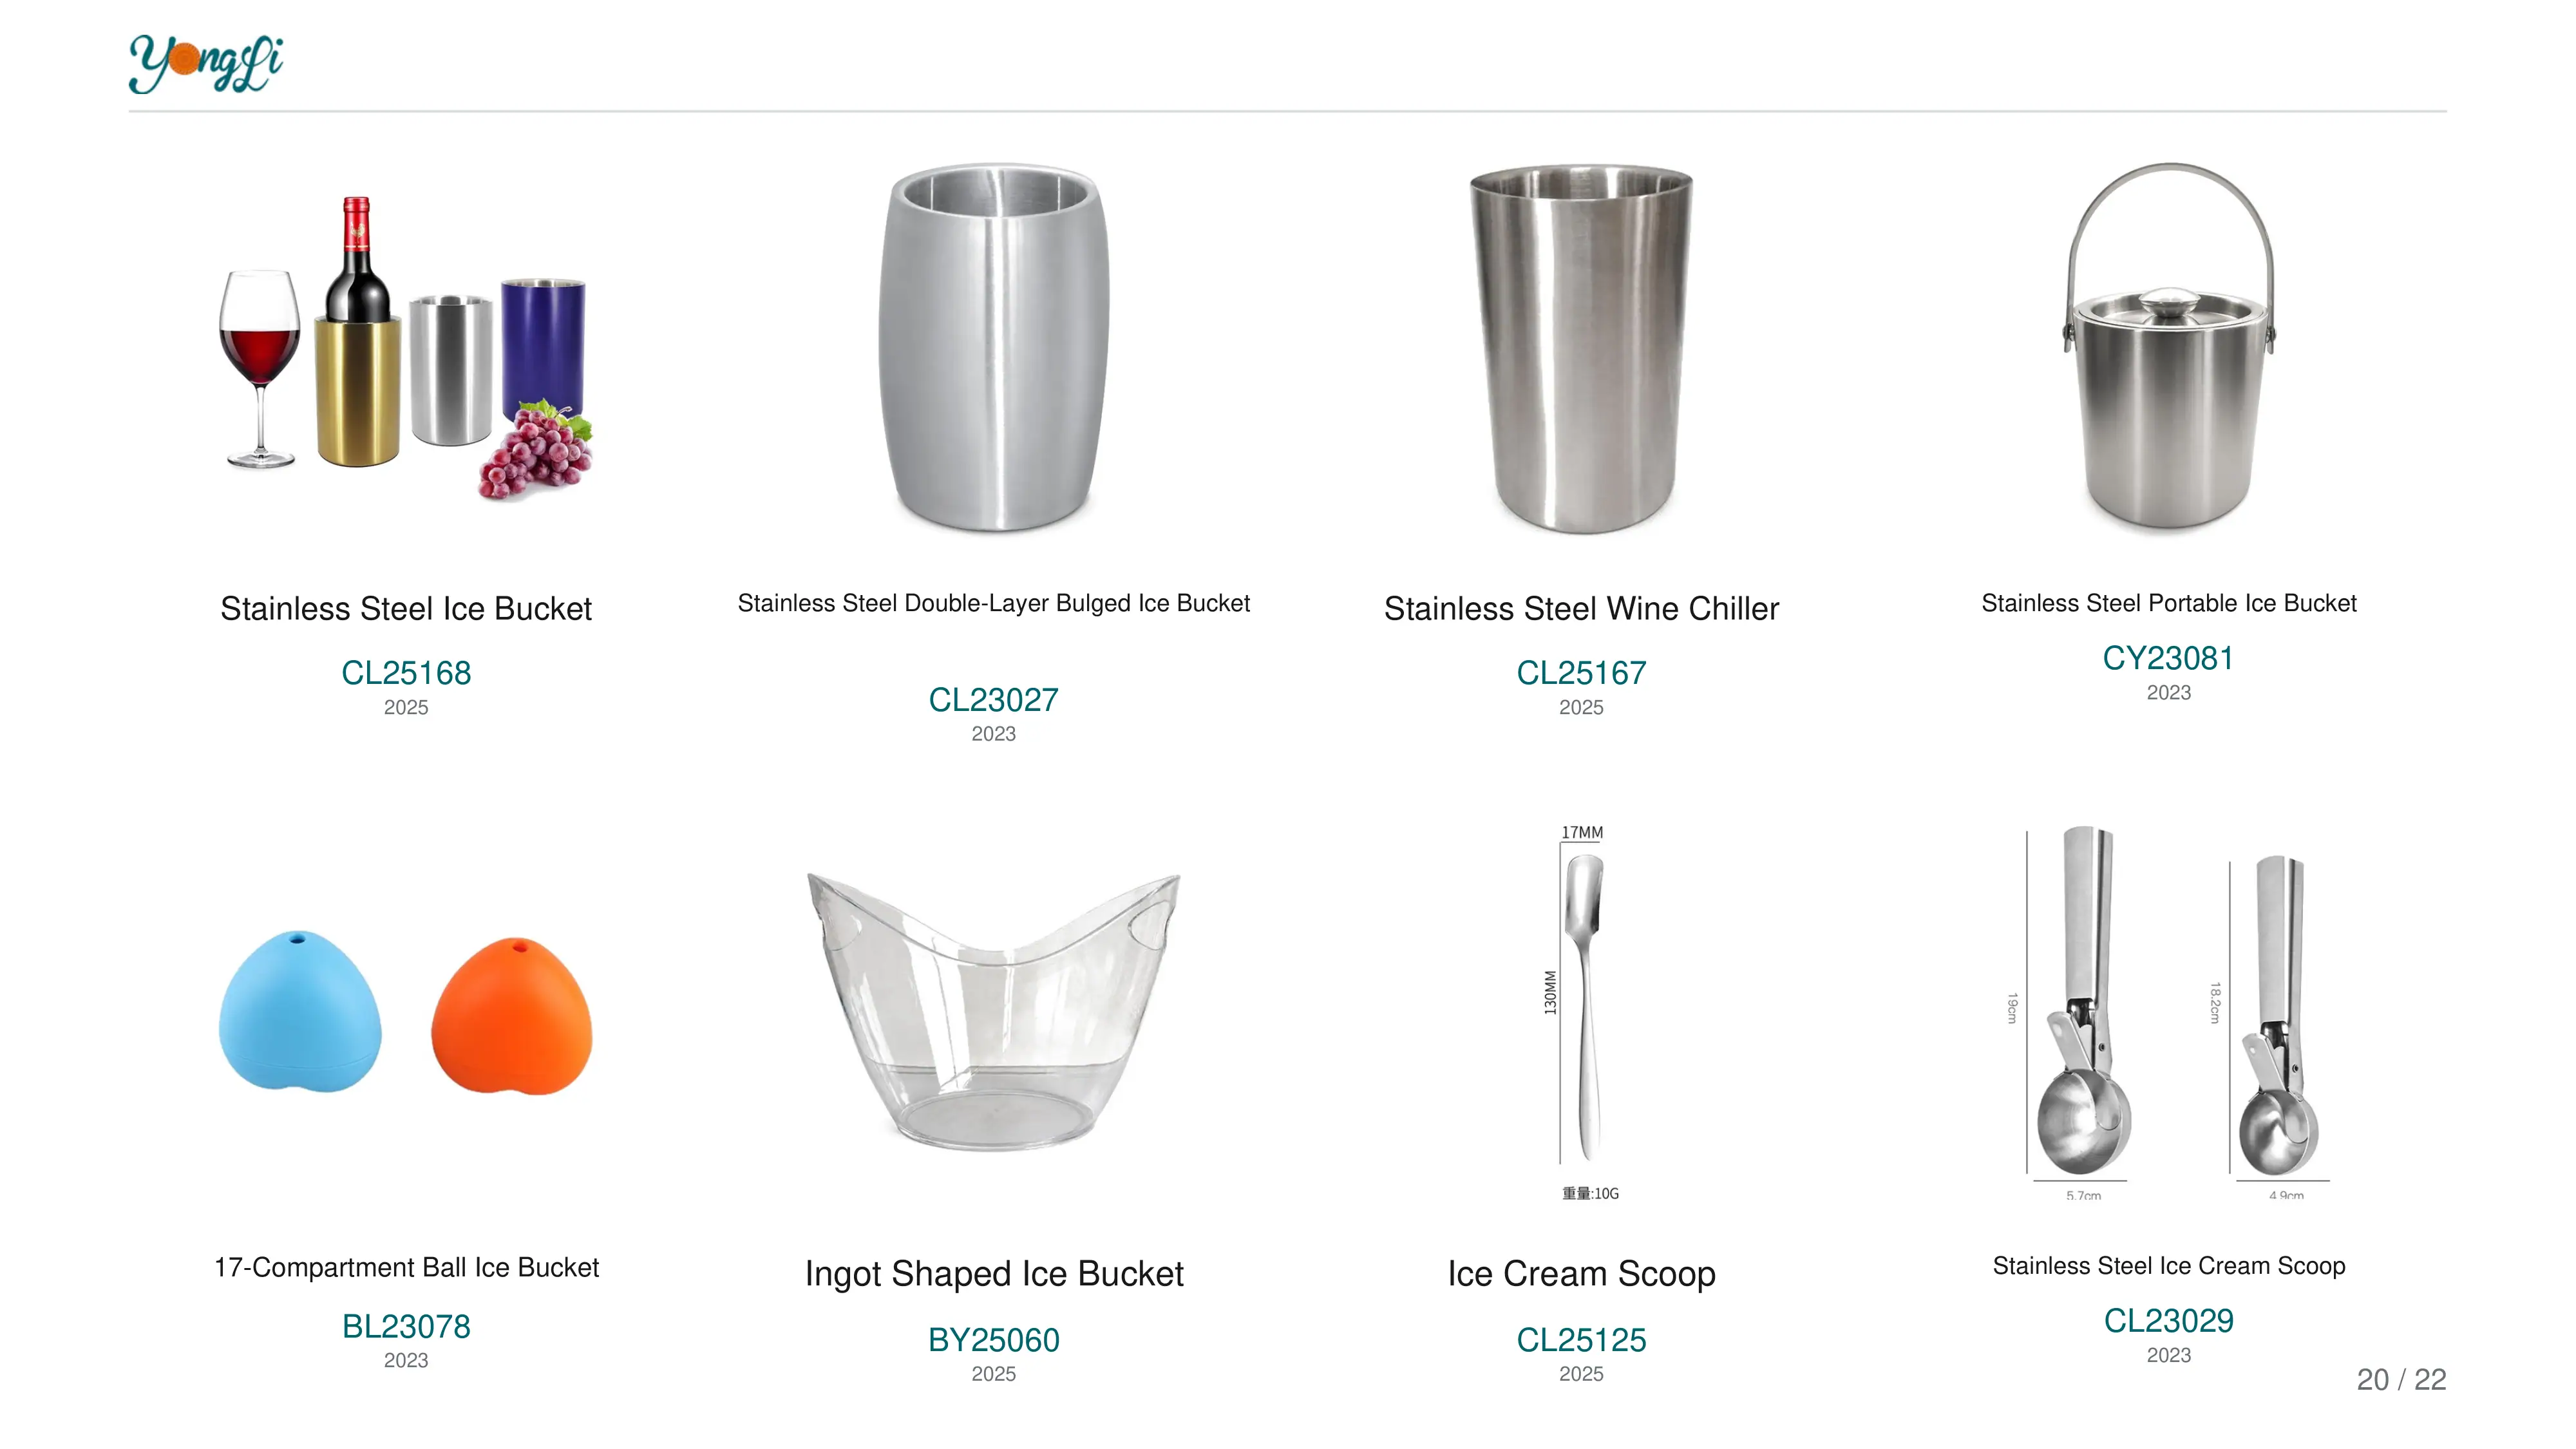 YongLi
Stainless Steel Ice Bucket
CL25168
2025
Stainless Steel Double-Layer Bulged Ice Bucket
CL23027
2023
Stainless Steel Wine Chiller
CL25167
2025
Stainless Steel Portable Ice Bucket
CY23081
2023
17-Compartment Ball Ice Bucket
BL23078
2023
Ingot Shaped Ice Bucket
BY25060
2025
17MM
130MM
重量:10G
Ice Cream Scoop
CL25125
2025
19cm
18.2cm
5.7cm
4.9cm
Stainless Steel Ice Cream Scoop
CL23029
2023
20 / 22